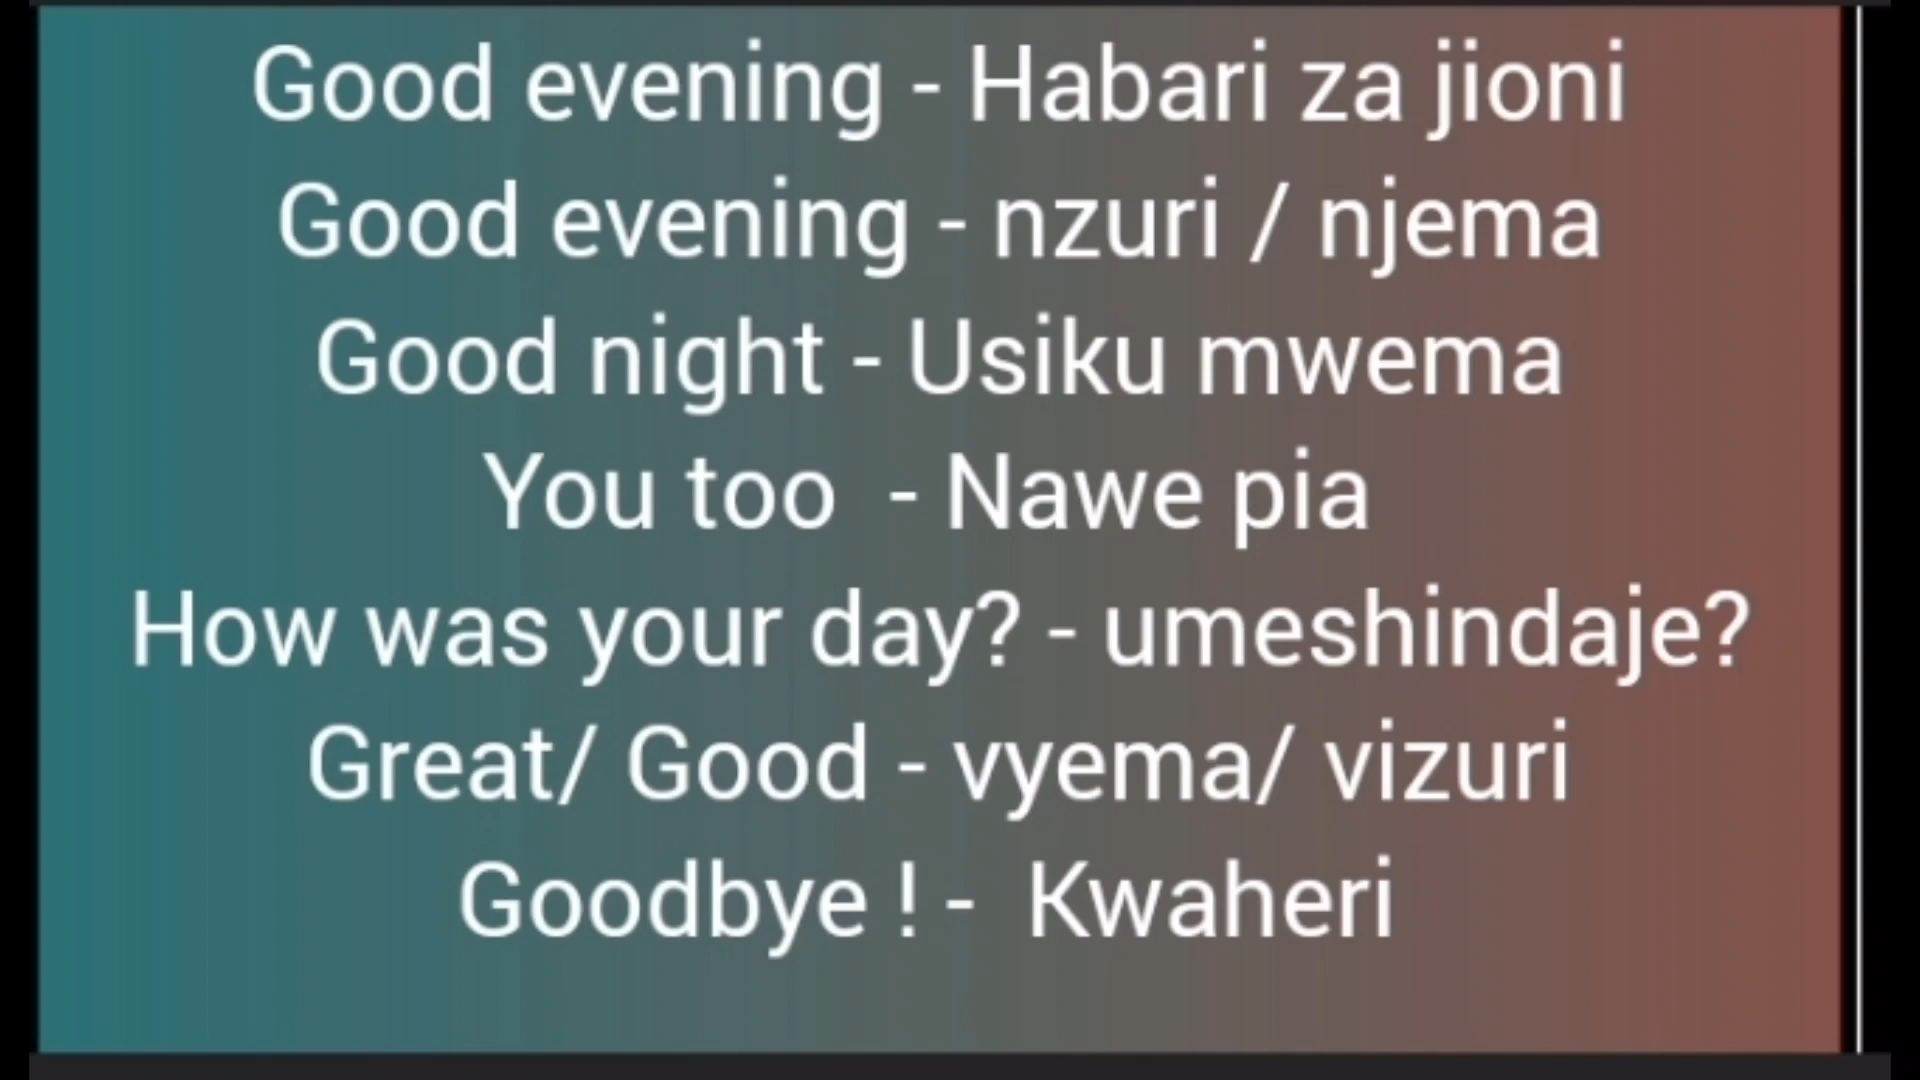 Good evening - Habari za jioni
Good evening - nzuri / njema
Good night - Usiku mwema
You too - Nawe pia
How was your day? - umeshindaje?
Great/ Good - vyema/ vizuri
Goodbye ! - Kwaheri